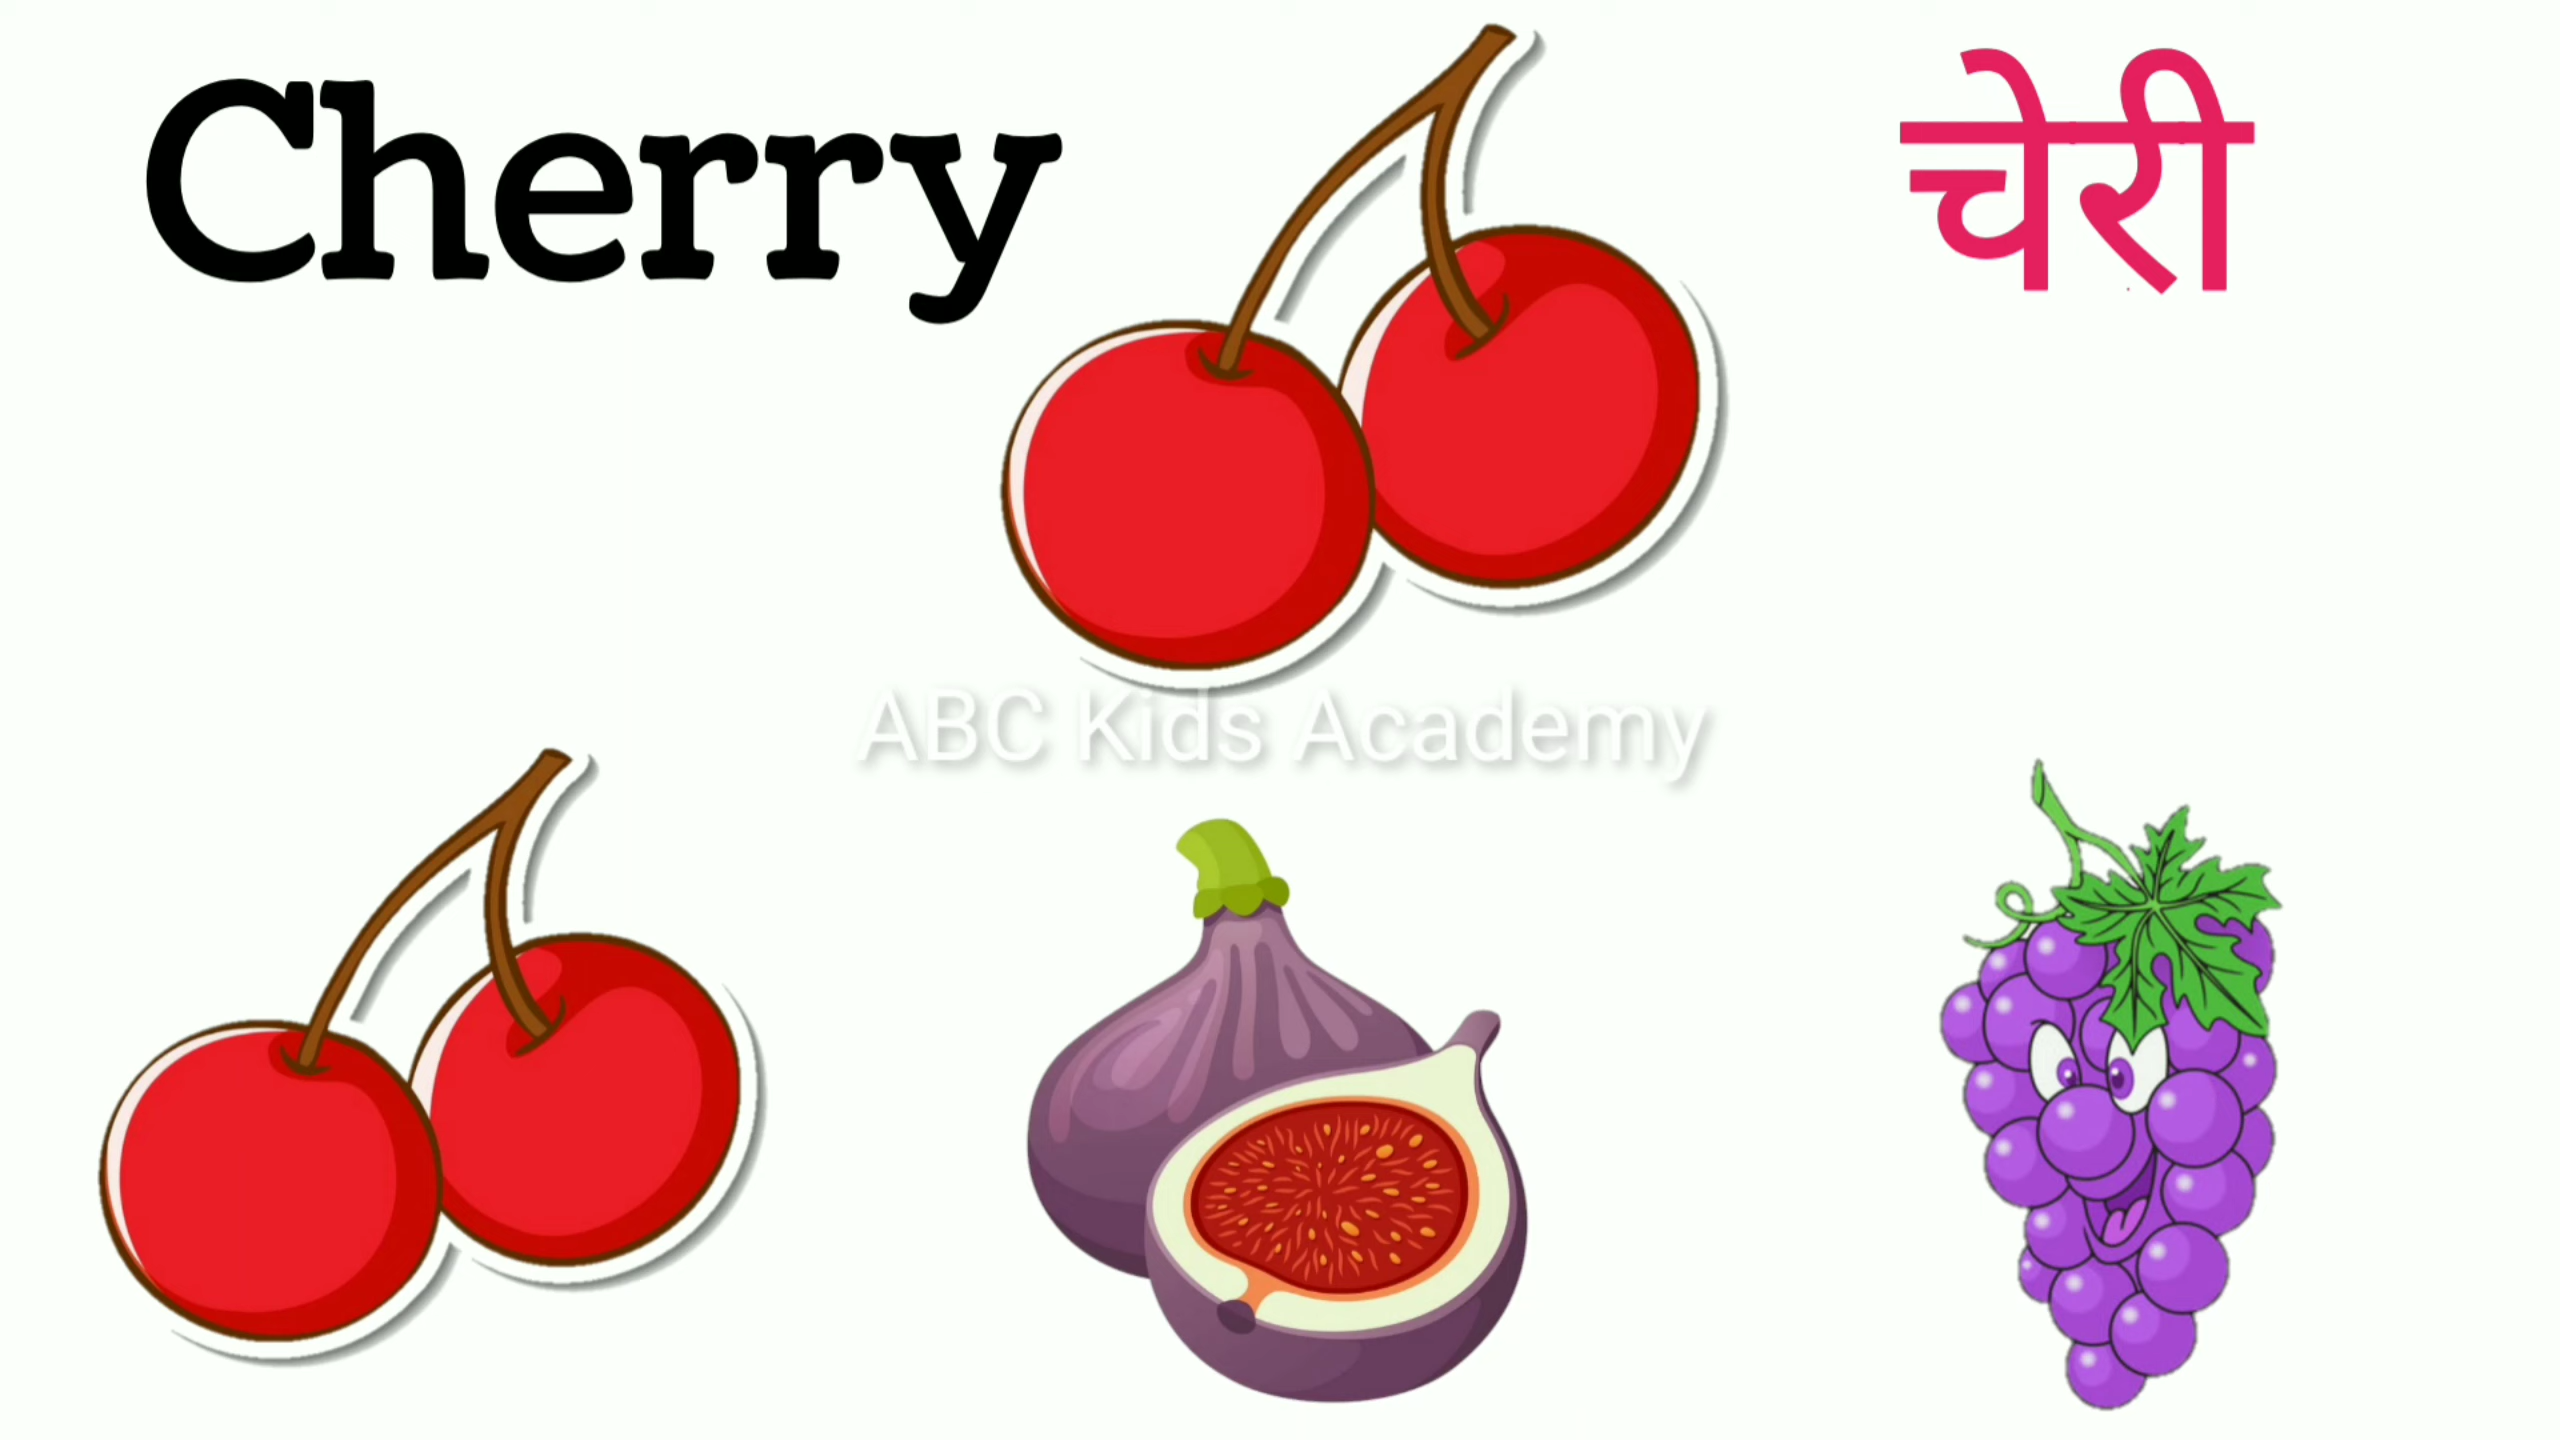 Cherry
चेरी
ABC Kids Academy